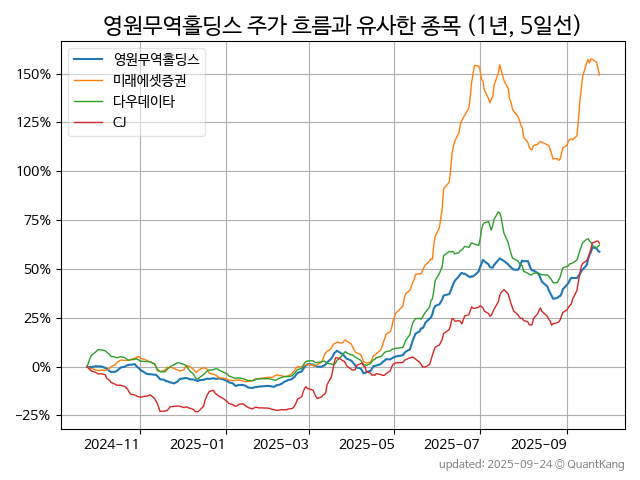 영원무역홀딩스 주가 흐름과 유사한 종목 (1년, 5일선)
영원무역홀딩스
미래에셋증권
다우데이타
CJ
150%
125%
100%
75%
50%
25%
0%
−25%
2024-11 2025-01 2025-03 2025-05 2025-07 2025-09
updated: 2025-09-24 © QuantKang